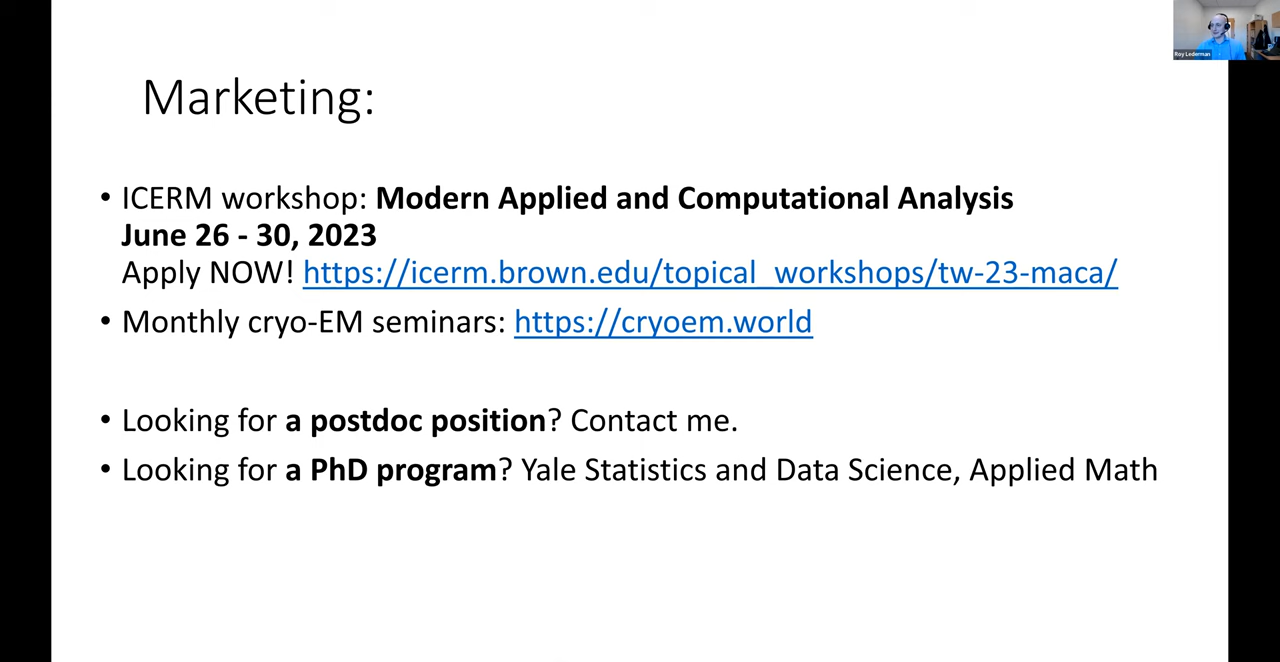 Roy Lederman
Marketing:
• ICERM workshop: Modern Applied and Computational Analysis
June 26 - 30, 2023
Apply NOW! https://icerm.brown.edu/topical_workshops/tw-23-maca/
• Monthly cryo-EM seminars: https://cryoem.world
• Looking for a postdoc position? Contact me.
• Looking for a PhD program? Yale Statistics and Data Science, Applied Math